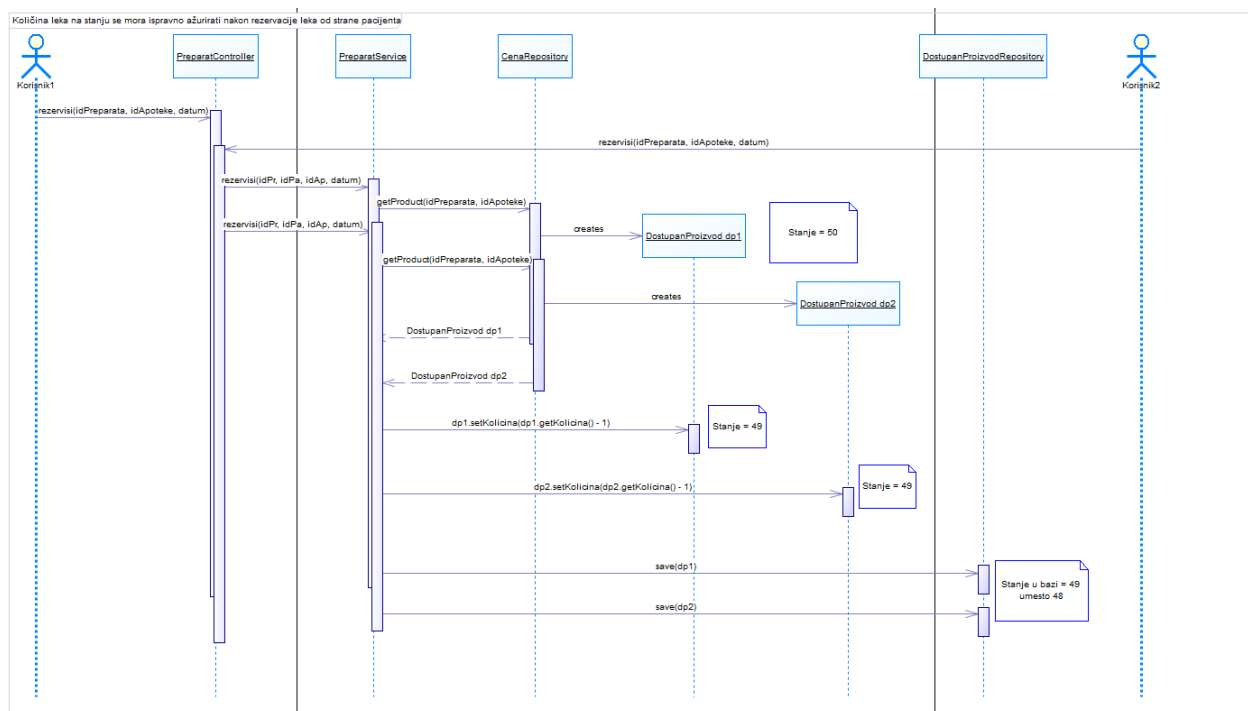 Količina leka na stanju se mora ispravno ažurirati nakon rezervacije leka od strane pacijenta
PreparatController
PreparatService
CenaRepository
DostupanProizvodRepository
Korisnik1
Korisnik2
rezervisi(idPreparata, idApoteke, datum)
rezervisi(idPreparata, idApoteke, datum)
rezervisi(idPr, idPa, idAp, datum)
getProduct(idPreparata, idApoteke)
rezervisi(idPr, idPa, idAp, datum)
creates
DostupanProizvod dp1
Stanje = 50
getProduct(idPreparata, idApoteke)
creates
DostupanProizvod dp2
DostupanProizvod dp1
DostupanProizvod dp2
dp1.setKolicina(dp1.getKolicina() - 1)
Stanje = 49
dp2.setKolicina(dp2.getKolicina() - 1)
Stanje = 49
save(dp1)
Stanje u bazi = 49
umesto 48
save(dp2)